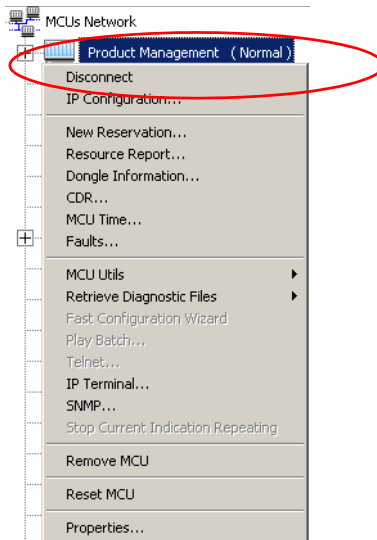 MCUs Network
Product Management (Normal)
Disconnect
IP Configuration...
New Reservation...
Resource Report...
Dongle Information...
CDR...
MCU Time...
Faults...
MCU Utils
Retrieve Diagnostic Files
Fast Configuration Wizard
Play Batch...
Telnet...
IP Terminal...
SNMP...
Stop Current Indication Repeating
Remove MCU
Reset MCU
Properties...